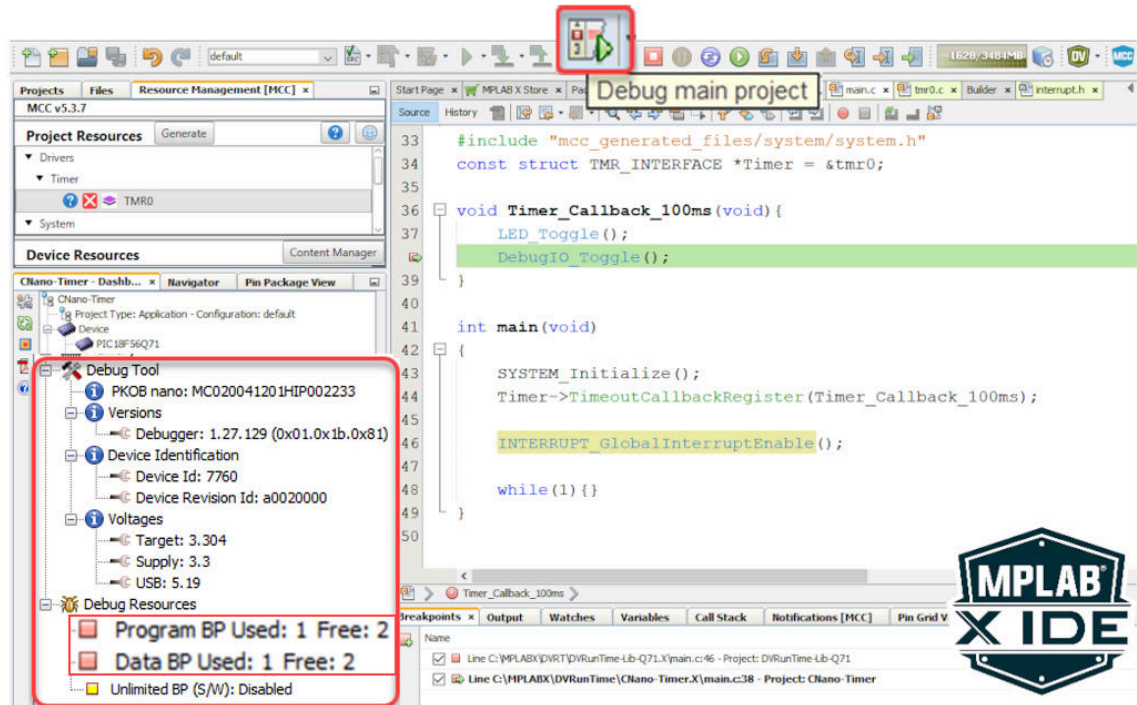 default
1628/3484MB
DV
MCC
Debug main project
Projects Files Resource Management [MCC] ×
MCC v5.3.7
Project Resources Generate
Drivers
Timer
TMR0
System
Device Resources Content Manager
CNano-Timer - Dashb... × Navigator Pin Package View
CNano-Timer
Project Type: Application - Configuration: default
Device
PIC18F56Q71
Debug Tool
PKOB nano: MC020041201HIP002233
Versions
Debugger: 1.27.129 (0x01.0x1b.0x81)
Device Identification
Device Id: 7760
Device Revision Id: a0020000
Voltages
Target: 3.304
Supply: 3.3
USB: 5.19
Debug Resources
Program BP Used: 1 Free: 2
Data BP Used: 1 Free: 2
Unlimited BP (S/W): Disabled
Start Page × MPLAB X Store × main.c × tmr0.c × Builder × interrupt.h ×
Source History
33 #include "mcc_generated_files/system/system.h"
34 const struct TMR_INTERFACE *Timer = &tmr0;
35
36 void Timer_Callback_100ms(void){
37 LED_Toggle();
DebugIO_Toggle();
39 }
40
41 int main(void)
42 {
43 SYSTEM_Initialize();
44 Timer->TimeoutCallbackRegister(Timer_Callback_100ms);
45
46 INTERRUPT_GlobalInterruptEnable();
47
48 while(1){}
49 }
50
Timer_Callback_100ms
Breakpoints × Output Watches Variables Call Stack Notifications [MCC] Pin Grid V
Name
Line C:\MPLABX\DVRT\DVRunTime-Lib-Q71.X\main.c:46 - Project: DVRunTime-Lib-Q71
Line C:\MPLABX\DVRunTime\CNano-Timer.X\main.c:38 - Project: CNano-Timer
MPLAB®
X IDE